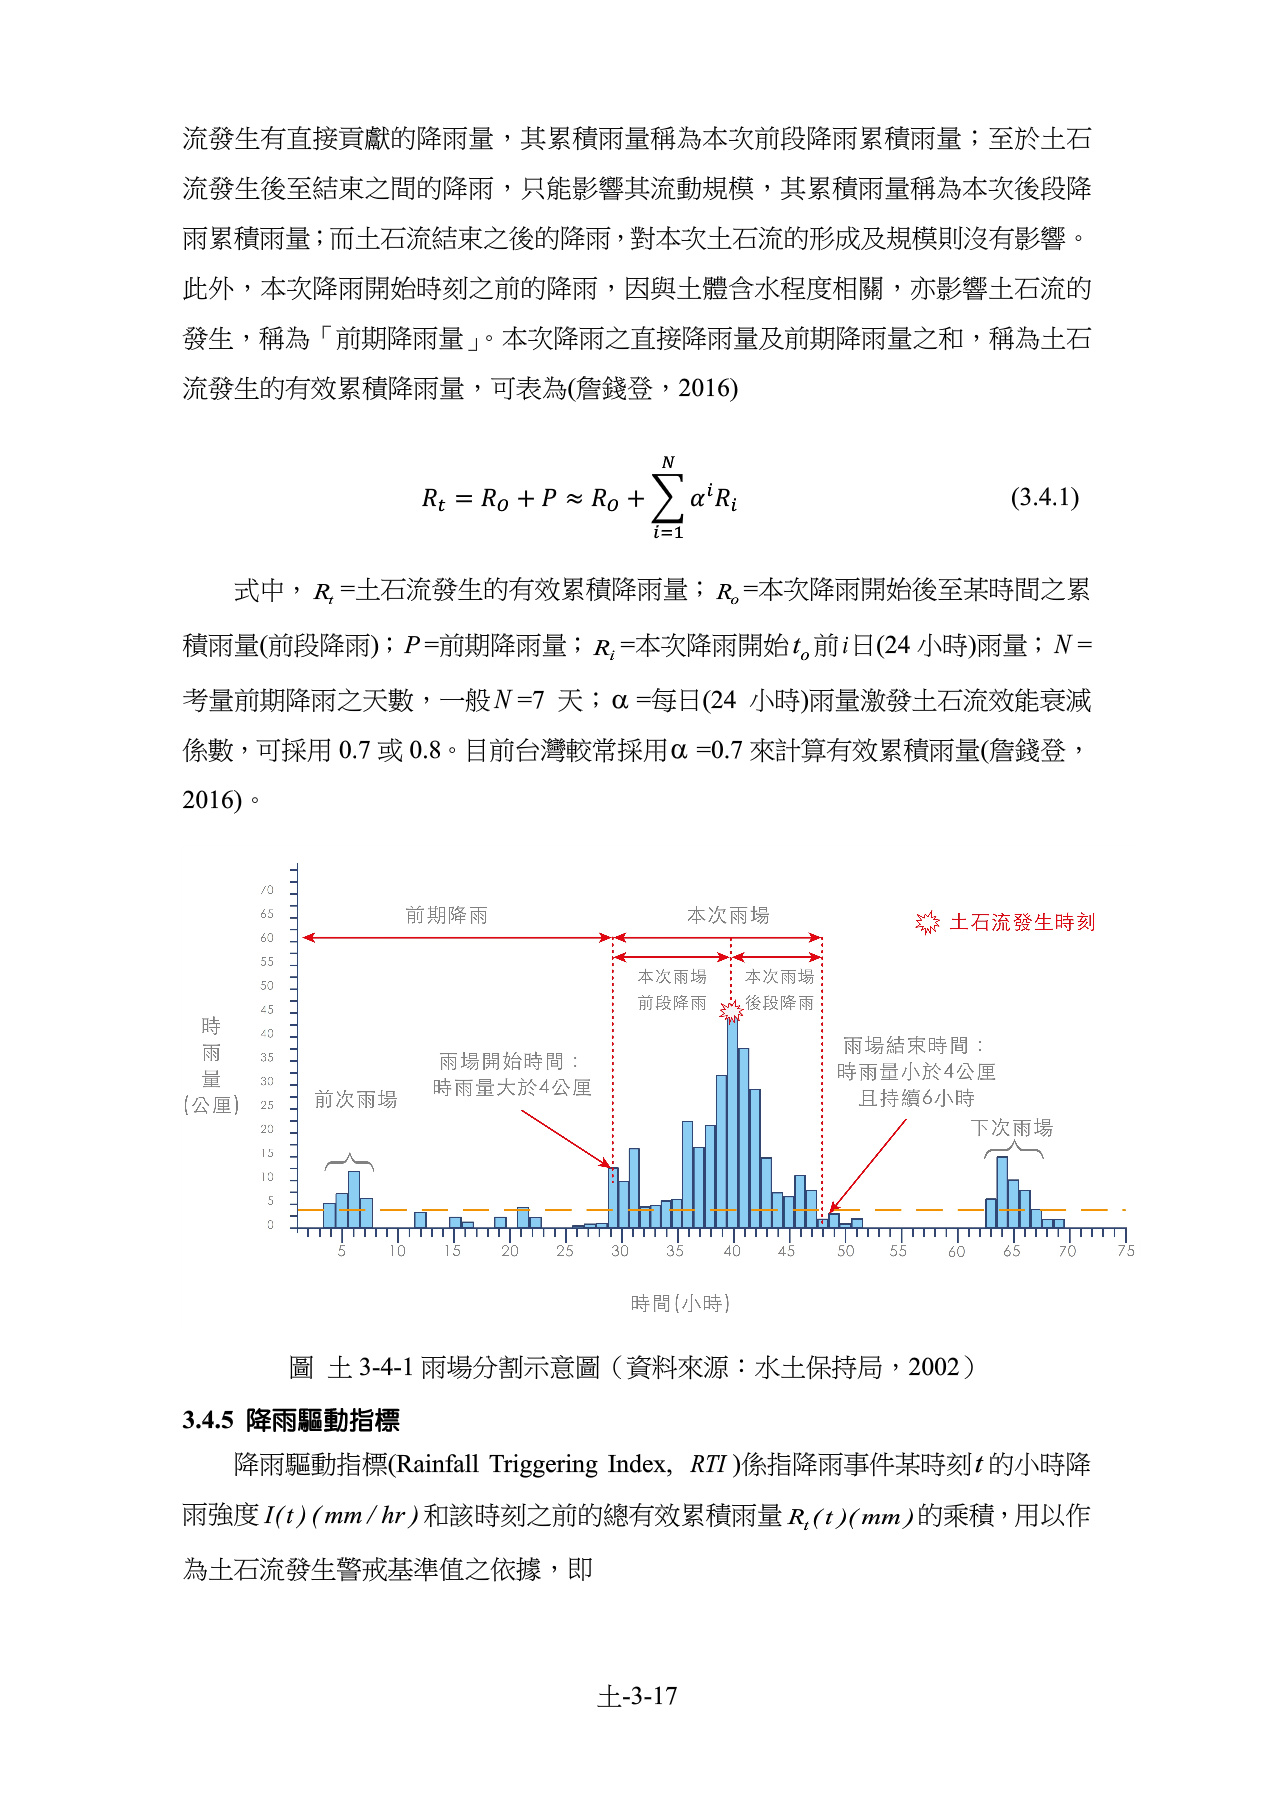 流發生有直接貢獻的降雨量，其累積雨量稱為本次前段降雨累積雨量；至於土石
流發生後至結束之間的降雨，只能影響其流動規模，其累積雨量稱為本次後段降
雨累積雨量；而土石流結束之後的降雨，對本次土石流的形成及規模則沒有影響。
此外，本次降雨開始時刻之前的降雨，因與土體含水程度相關，亦影響土石流的
發生，稱為「前期降雨量」。本次降雨之直接降雨量及前期降雨量之和，稱為土石
流發生的有效累積降雨量，可表為(詹錢登，2016)
R_t = R_O + P ≈ R_O + ∑_{i=1}^{N} α^i R_i (3.4.1)
式中，R_t =土石流發生的有效累積降雨量；R_o =本次降雨開始後至某時間之累
積雨量(前段降雨)；P =前期降雨量；R_i =本次降雨開始 t_o 前 i 日(24 小時)雨量；N =
考量前期降雨之天數，一般 N =7 天；α =每日(24 小時)雨量激發土石流效能衰減
係數，可採用 0.7 或 0.8。目前台灣較常採用α =0.7 來計算有效累積雨量(詹錢登，
2016)。
70
65
60
55
50
45
40
35
30
25
20
15
10
5
0
時
雨
量
(公厘)
前期降雨
本次雨場
土石流發生時刻
本次雨場
前段降雨
本次雨場
後段降雨
雨場開始時間：
時雨量大於4公厘
雨場結束時間：
時雨量小於4公厘
且持續6小時
前次雨場
下次雨場
5 10 15 20 25 30 35 40 45 50 55 60 65 70 75
時間(小時)
圖 土 3-4-1 雨場分割示意圖（資料來源：水土保持局，2002）
3.4.5 降雨驅動指標
降雨驅動指標(Rainfall Triggering Index, RTI )係指降雨事件某時刻 t 的小時降
雨強度 I(t)(mm/hr) 和該時刻之前的總有效累積雨量 R_t(t)(mm) 的乘積，用以作
為土石流發生警戒基準值之依據，即
土-3-17